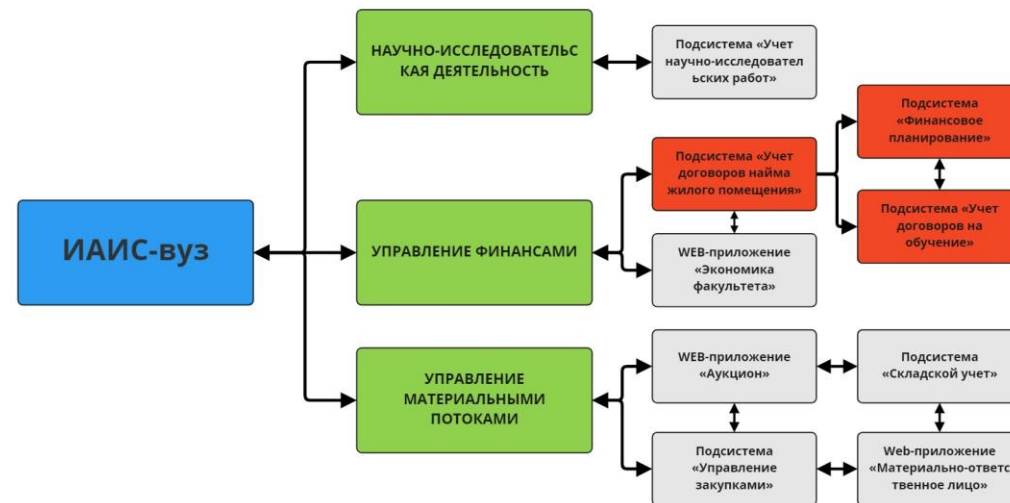 ИАИС-вуз
НАУЧНО-ИССЛЕДОВАТЕЛЬС
КАЯ ДЕЯТЕЛЬНОСТЬ
Подсистема «Учет
научно-исследовател
ьских работ»
УПРАВЛЕНИЕ ФИНАНСАМИ
Подсистема «Учет
договоров найма
жилого помещения»
Подсистема
«Финансовое
планирование»
Подсистема «Учет
договоров на
обучение»
WEB-приложение
«Экономика
факультета»
УПРАВЛЕНИЕ
МАТЕРИАЛЬНЫМИ
ПОТОКАМИ
WEB-приложение
«Аукцион»
Подсистема
«Складской учет»
Подсистема
«Управление
закупками»
Web-приложение
«Материально-ответс
твенное лицо»